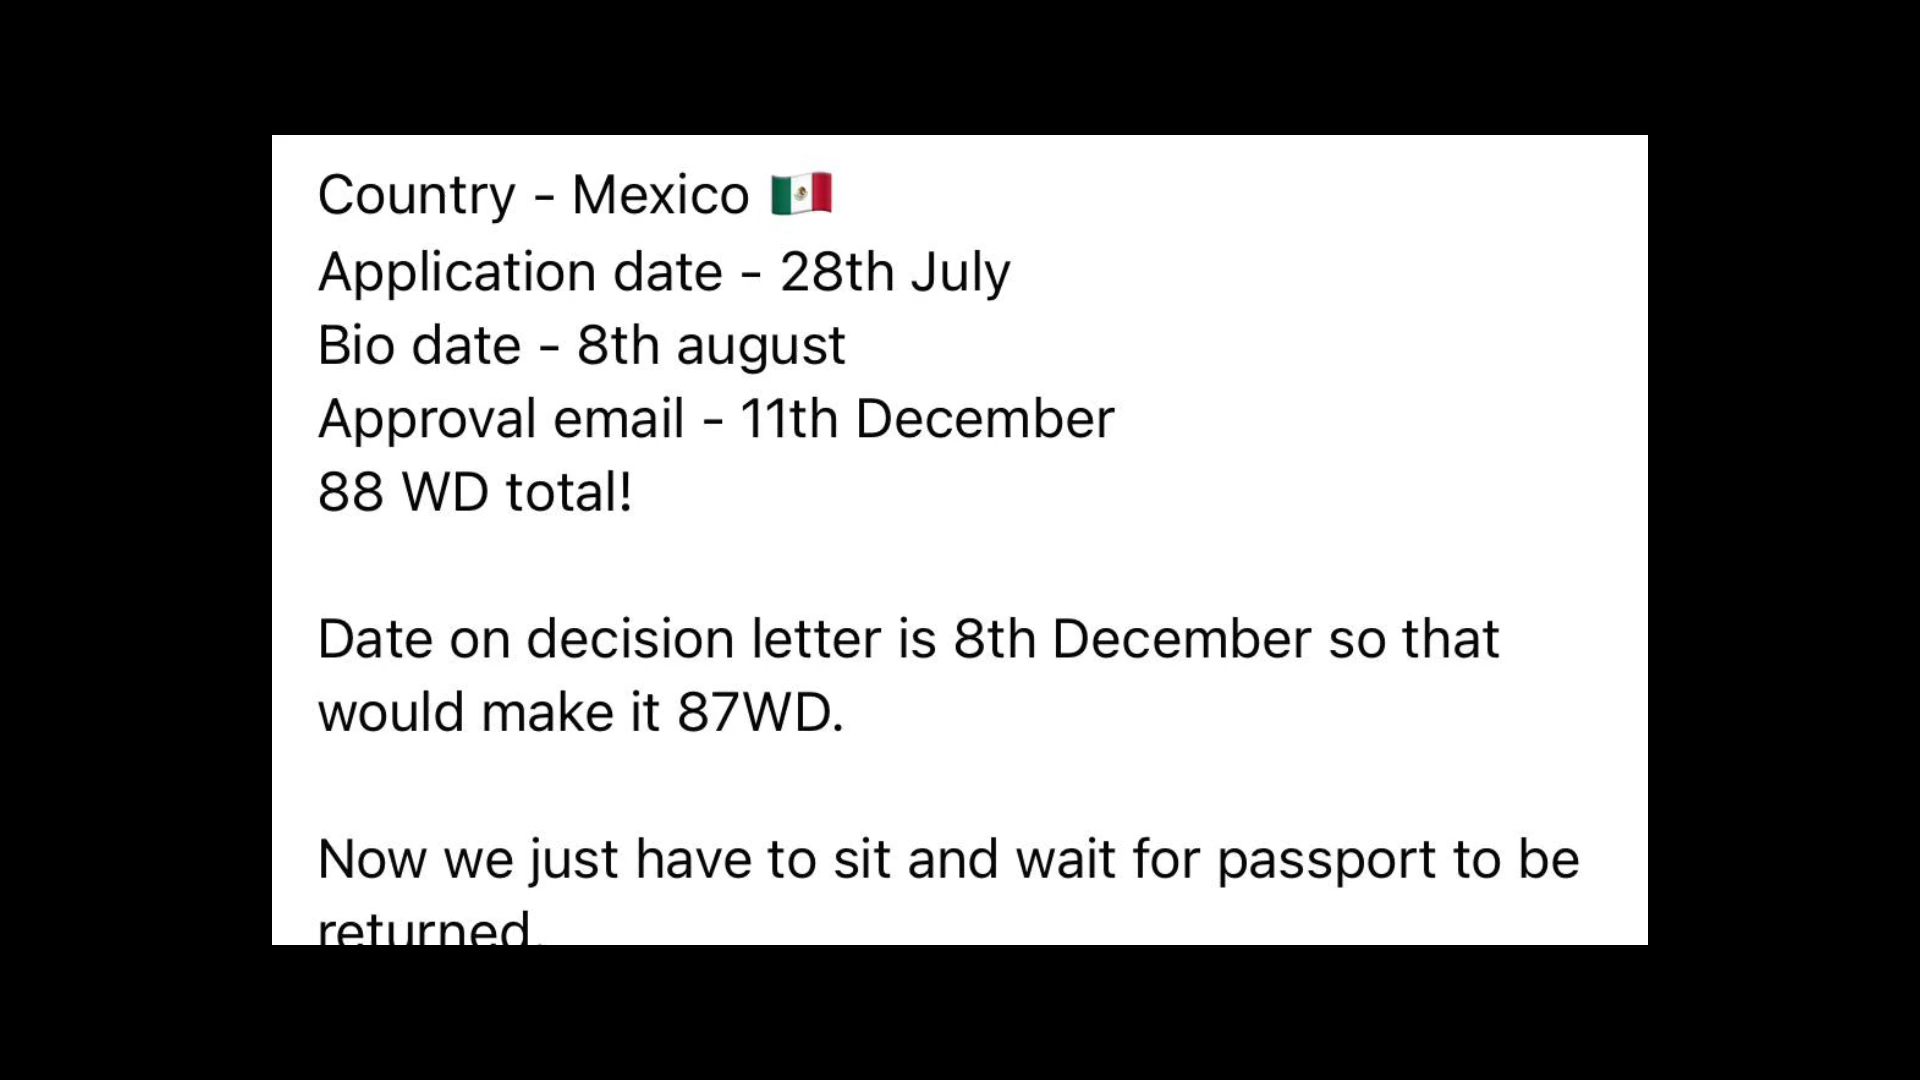 Country - Mexico 🇲🇽
Application date - 28th July
Bio date - 8th august
Approval email - 11th December
88 WD total!
Date on decision letter is 8th December so that
would make it 87WD.
Now we just have to sit and wait for passport to be
returned.